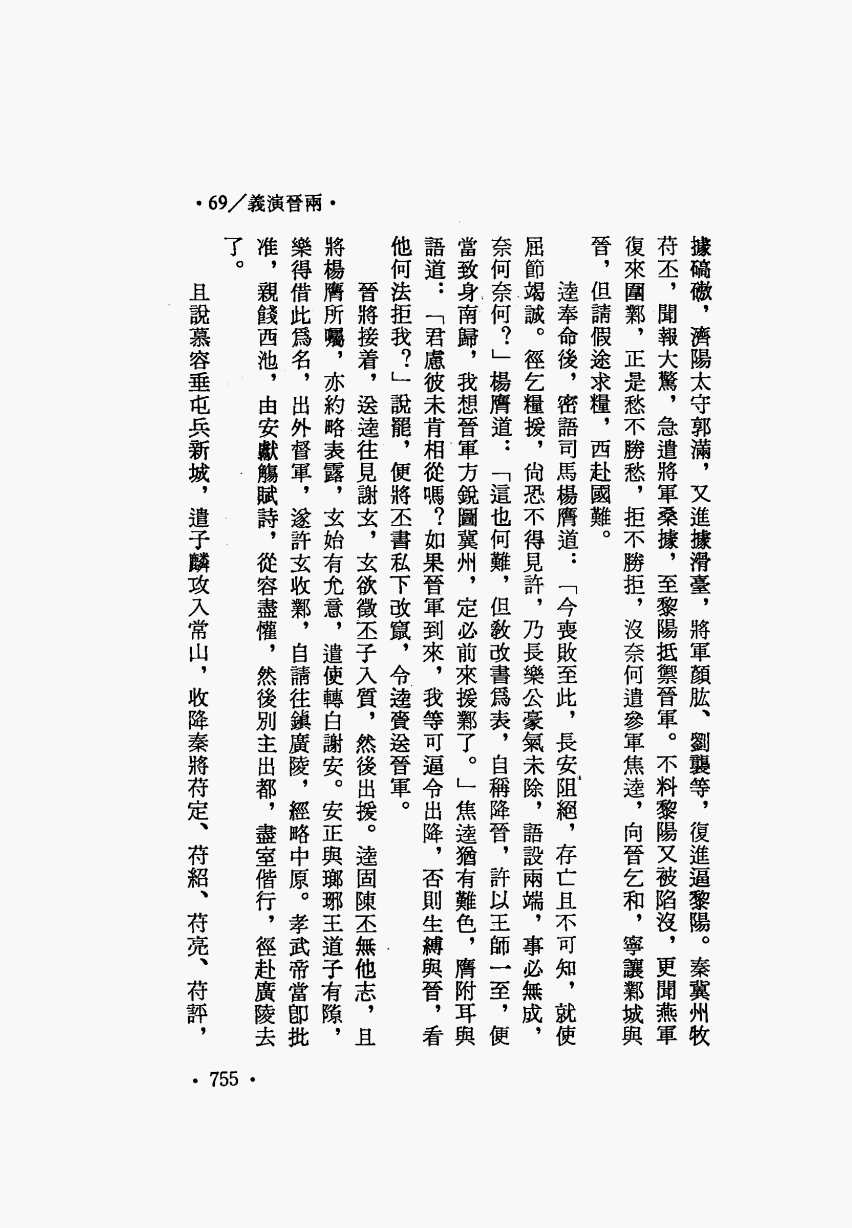 ·69╱義演晉兩·
據碻磝，濟陽太守郭滿，又進據滑臺，將軍顏肱、劉襲等，復進逼黎陽。秦冀州牧
苻丕，聞報大驚，急遣將軍桑據，至黎陽抵禦晉軍。不料黎陽又被陷沒，更聞燕軍
復來圍鄴，正是愁不勝愁，拒不勝拒，沒奈何遣參軍焦逵，向晉乞和，寧讓鄴城與
晉，但請假途求糧，西赴國難。
逵奉命後，密語司馬楊膺道：「今喪敗至此，長安阻絕，存亡且不可知，就使
屈節竭誠。徑乞糧援，尙恐不得見許，乃長樂公豪氣未除，語設兩端，事必無成，
奈何奈何？」楊膺道：「這也何難，但敎改書爲表，自稱降晉，許以王師一至，便
當致身南歸，我想晉軍方銳圖冀州，定必前來援鄴了。」焦逵猶有難色，膺附耳與
語道：「君慮彼未肯相從嗎？如果晉軍到來，我等可逼令出降，否則生縛與晉，看
他何法拒我？」說罷，便將丕書私下改竄，令逵賫送晉軍。
晉將接着，送逵往見謝玄，玄欲徵丕子入質，然後出援。逵固陳丕無他志，且
將楊膺所囑，亦約略表露，玄始有允意，遣使轉白謝安。安正與瑯琊王道子有隙，
樂得借此爲名，出外督軍，遂許玄收鄴，自請往鎭廣陵，經略中原。孝武帝當卽批
准，親餞西池，由安獻觴賦詩，從容盡懽，然後別主出都，盡室偕行，徑赴廣陵去
了。
且說慕容垂屯兵新城，遣子麟攻入常山，收降秦將苻定、苻紹、苻亮、苻評，
·755·